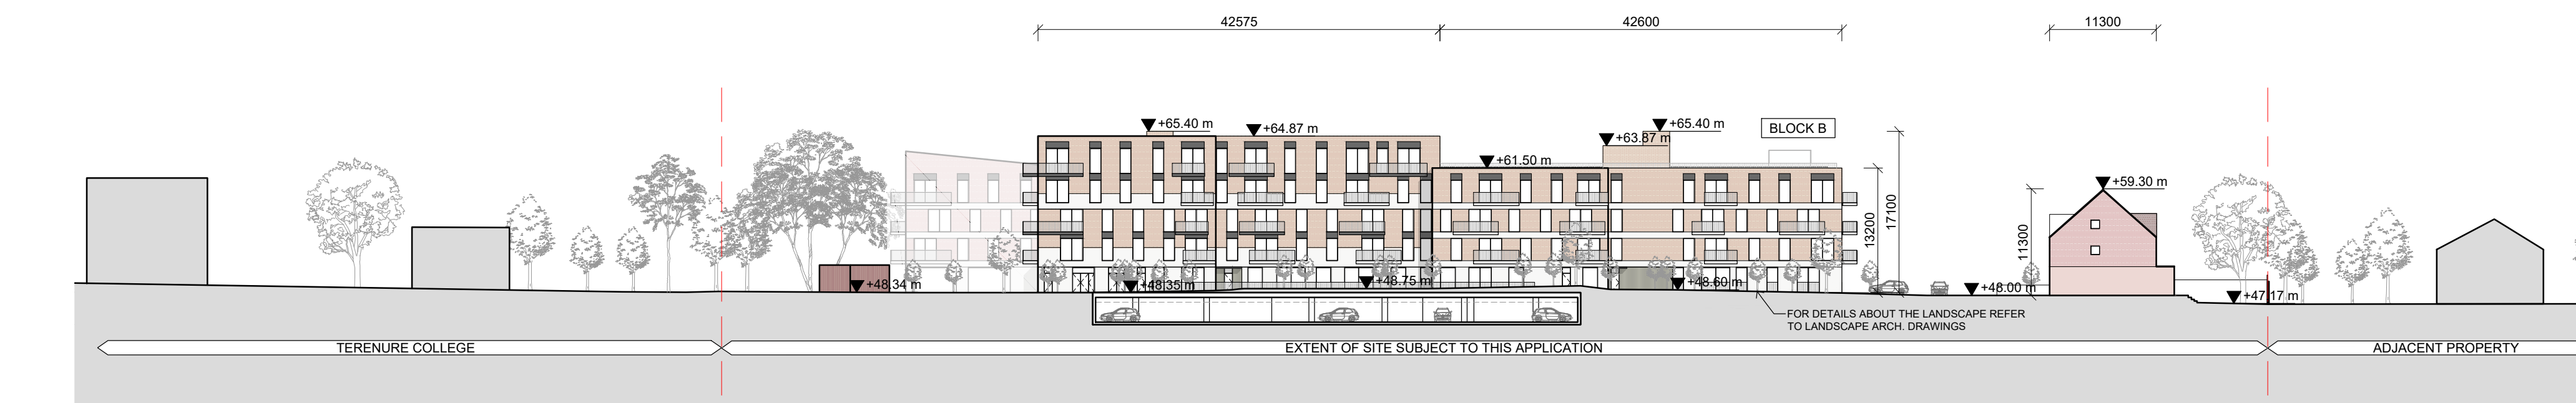 42575
42600
11300
+65.40 m
+64.87 m
+63.87 m
+65.40 m
BLOCK B
+61.50 m
13200
17100
11300
+59.30 m
+48.34 m
+48.35 m
+48.75 m
+48.60 m
+48.00 m
+47.17 m
FOR DETAILS ABOUT THE LANDSCAPE REFER
TO LANDSCAPE ARCH. DRAWINGS
TERENURE COLLEGE
EXTENT OF SITE SUBJECT TO THIS APPLICATION
ADJACENT PROPERTY